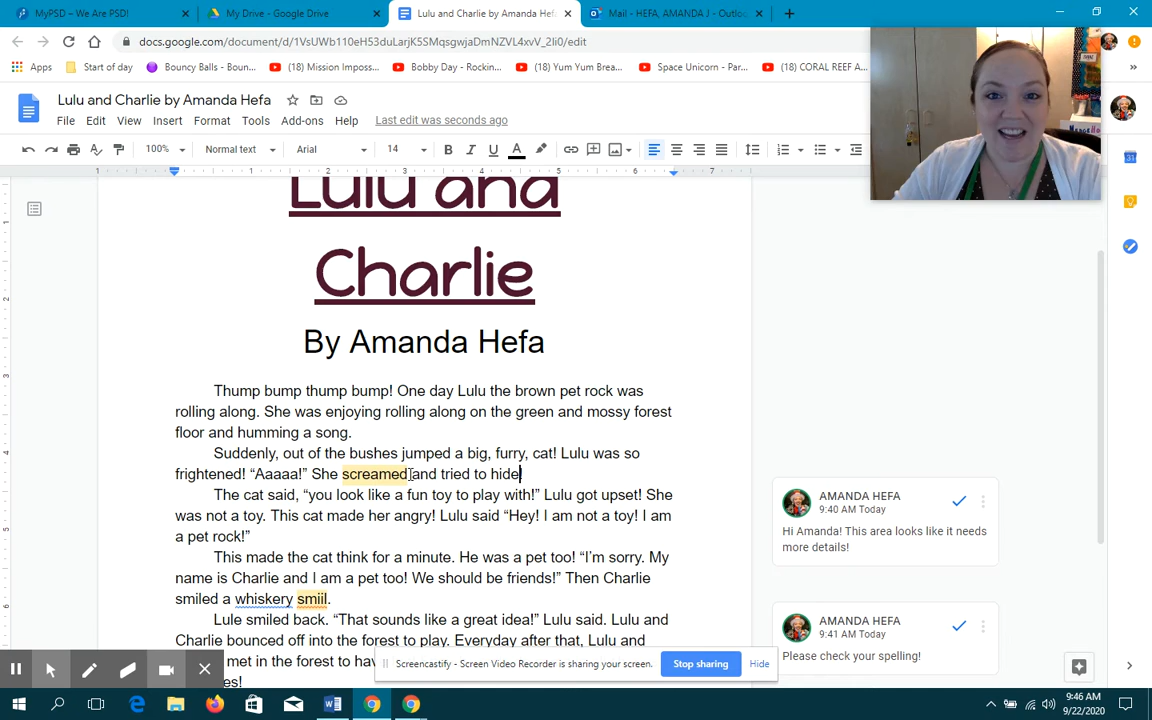 MyPSD – We Are PSD!
My Drive - Google Drive
Lulu and Charlie by Amanda Hefa
Mail - HEFA, AMANDA J - Outlo
docs.google.com/document/d/1VsUWb110eH53duLarjK5SMqsgwjaDmNZVL4xvV_2Ii0/edit
Apps
Start of day
Bouncy Balls - Boun...
(18) Mission Imposs...
Bobby Day - Rockin...
(18) Yum Yum Brea...
Space Unicorn - Par...
(18) CORAL REEF A...
Lulu and Charlie by Amanda Hefa
File Edit View Insert Format Tools Add-ons Help Last edit was seconds ago
100% Normal text Arial 14 B I U A
1 1 2 3 4 5 6 7
Lulu and
Charlie
By Amanda Hefa
Thump bump thump bump! One day Lulu the brown pet rock was
rolling along. She was enjoying rolling along on the green and mossy forest
floor and humming a song.
Suddenly, out of the bushes jumped a big, furry, cat! Lulu was so
frightened! “Aaaaa!” She screamed and tried to hide!
The cat said, “you look like a fun toy to play with!” Lulu got upset! She
was not a toy. This cat made her angry! Lulu said “Hey! I am not a toy! I am
a pet rock!”
This made the cat think for a minute. He was a pet too! “I’m sorry. My
name is Charlie and I am a pet too! We should be friends!” Then Charlie
smiled a whiskery smiil.
Lule smiled back. “That sounds like a great idea!” Lulu said. Lulu and
Charlie bounced off into the forest to play. Everyday after that, Lulu and
met in the forest to hav
es!
AMANDA HEFA
9:40 AM Today
Hi Amanda! This area looks like it needs
more details!
AMANDA HEFA
9:41 AM Today
Please check your spelling!
Screencastify - Screen Video Recorder is sharing your screen.
Stop sharing
Hide
9:46 AM
9/22/2020